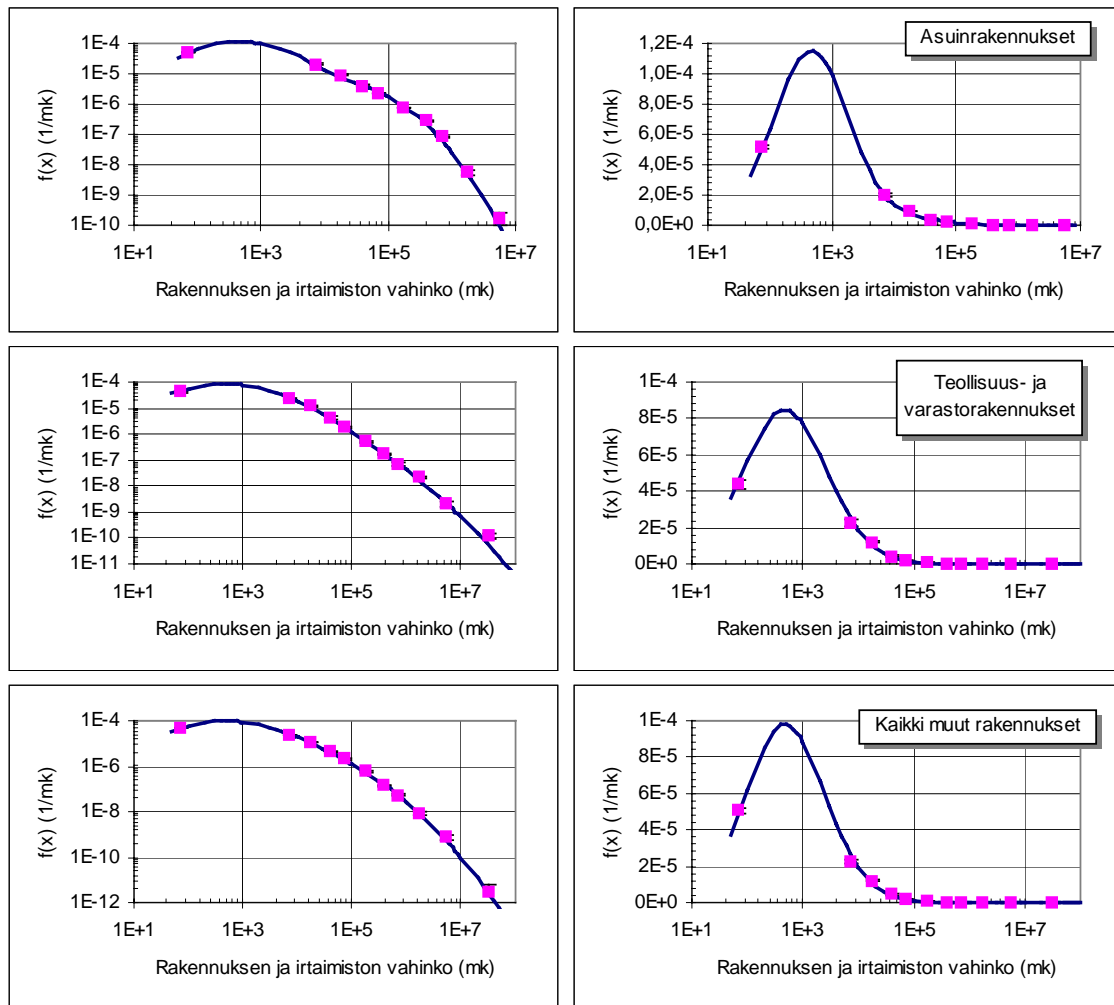 1E-4
1E-5
1E-6
1E-7
1E-8
1E-9
1E-10
f(x) (1/mk)
1E+1 1E+3 1E+5 1E+7
Rakennuksen ja irtaimiston vahinko (mk)
Asuinrakennukset
1,2E-4
1,0E-4
8,0E-5
6,0E-5
4,0E-5
2,0E-5
0,0E+0
f(x) (1/mk)
1E+1 1E+3 1E+5 1E+7
Rakennuksen ja irtaimiston vahinko (mk)
1E-4
1E-5
1E-6
1E-7
1E-8
1E-9
1E-10
1E-11
f(x) (1/mk)
1E+1 1E+3 1E+5 1E+7
Rakennuksen ja irtaimiston vahinko (mk)
Teollisuus- ja
varastorakennukset
1E-4
8E-5
6E-5
4E-5
2E-5
0E+0
f(x) (1/mk)
1E+1 1E+3 1E+5 1E+7
Rakennuksen ja irtaimiston vahinko (mk)
1E-4
1E-6
1E-8
1E-10
1E-12
f(x) (1/mk)
1E+1 1E+3 1E+5 1E+7
Rakennuksen ja irtaimiston vahinko (mk)
Kaikki muut rakennukset
1E-4
8E-5
6E-5
4E-5
2E-5
0E+0
f(x) (1/mk)
1E+1 1E+3 1E+5 1E+7
Rakennuksen ja irtaimiston vahinko (mk)